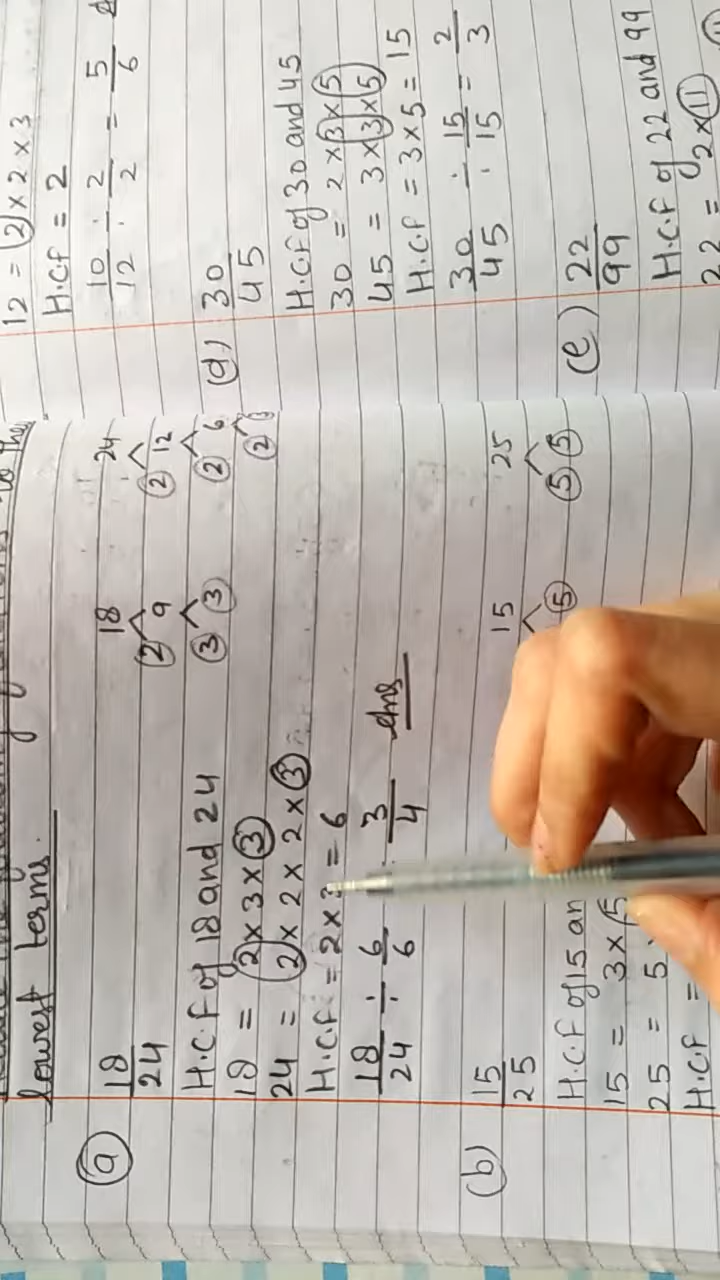 lowest terms.
(a) 18/24
18 24
2 9 2 12
3 3 2 6
2
H.C.F of 18 and 24
18 = 2 × 3 × 3
24 = 2 × 2 × 2 × 3
H.C.F = 2 × 3 = 6
18/24 ÷ 6/6 3/4 Ans
(b) 15/25
15 25
5 5 5
H.C.F of 15
15 = 3 × 5
25 = 5
H.C.F =
12 = 2 × 2 × 3
H.C.F = 2
10/12 ÷ 2/2 = 5/6
(d) 30/45
H.C.F of 30 and 45
30 = 2 × 3 × 5
45 = 3 × 3 × 5
H.C.F = 3 × 5 = 15
30/45 ÷ 15/15 = 2/3
(e) 22/99
H.C.F of 22 and 99
22 = 2 × 11